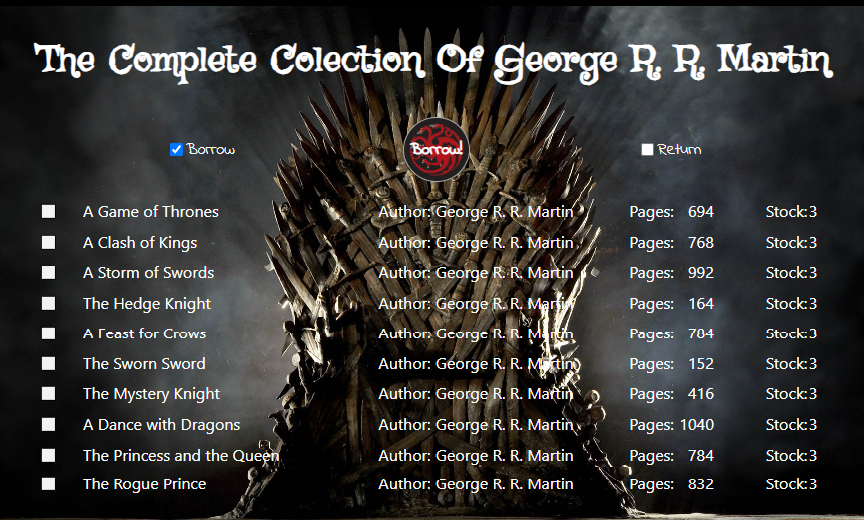 The Complete Colection Of George R. R. Martin
Borrow Borrow! Return
A Game of Thrones Author: George R. R. Martin Pages: 694 Stock:3
A Clash of Kings Author: George R. R. Martin Pages: 768 Stock:3
A Storm of Swords Author: George R. R. Martin Pages: 992 Stock:3
The Hedge Knight Author: George R. R. Martin Pages: 164 Stock:3
A Feast for Crows Author: George R. R. Martin Pages: 784 Stock:3
The Sworn Sword Author: George R. R. Martin Pages: 152 Stock:3
The Mystery Knight Author: George R. R. Martin Pages: 416 Stock:3
A Dance with Dragons Author: George R. R. Martin Pages: 1040 Stock:3
The Princess and the Queen Author: George R. R. Martin Pages: 784 Stock:3
The Rogue Prince Author: George R. R. Martin Pages: 832 Stock:3